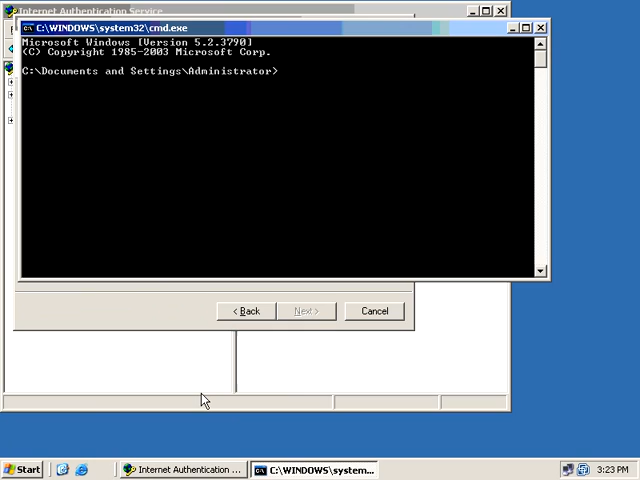 Internet Authentication Service
C:\WINDOWS\system32\cmd.exe
Microsoft Windows [Version 5.2.3790]
(C) Copyright 1985-2003 Microsoft Corp.
C:\Documents and Settings\Administrator>
< Back
Next >
Cancel
Start
Internet Authentication ...
C:\WINDOWS\system...
3:23 PM